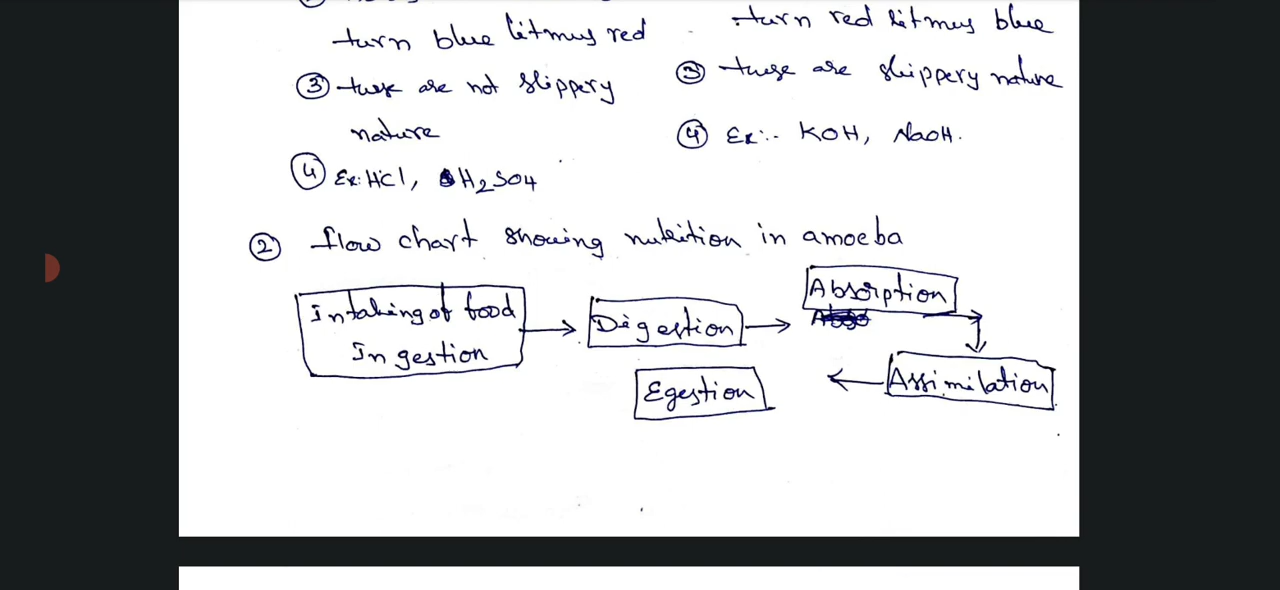 turn blue litmus red
③ these are not slippery
nature
④ Ex: HCl, H2SO4
turn red litmus blue
③ these are slippery nature
④ Ex:- KOH, NaOH.
② flow chart showing nutrition in amoeba
Intaking of food
Ingestion
Digestion
Absorption
Assimilation
Egestion